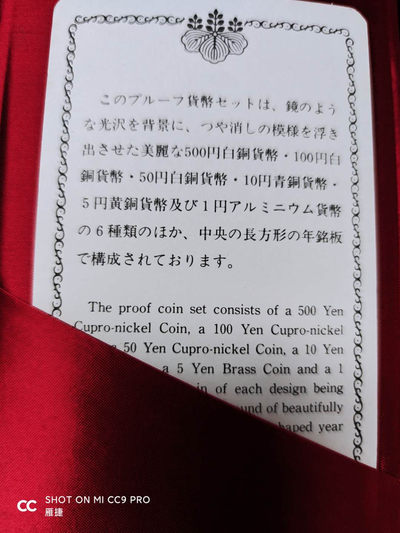 このプルーフ貨幣セットは、鏡のよう
な光沢を背景に、つや消しの模様を浮き
出させた美麗な500円白銅貨幣・100円白
銅貨幣・50円白銅貨幣・10円青銅貨幣・
5円黄銅貨幣及び1円アルミニウム貨幣
の6種類のほか、中央の長方形の年銘板
で構成されております。
The proof coin set consists of a 500 Yen
Cupro-nickel Coin, a 100 Yen Cupro-nickel
a 50 Yen Cupro-nickel Coin, a 10 Yen
a 5 Yen Brass Coin and a 1
of each design being
of beautifully
year
SHOT ON MI CC9 PRO
雁捷